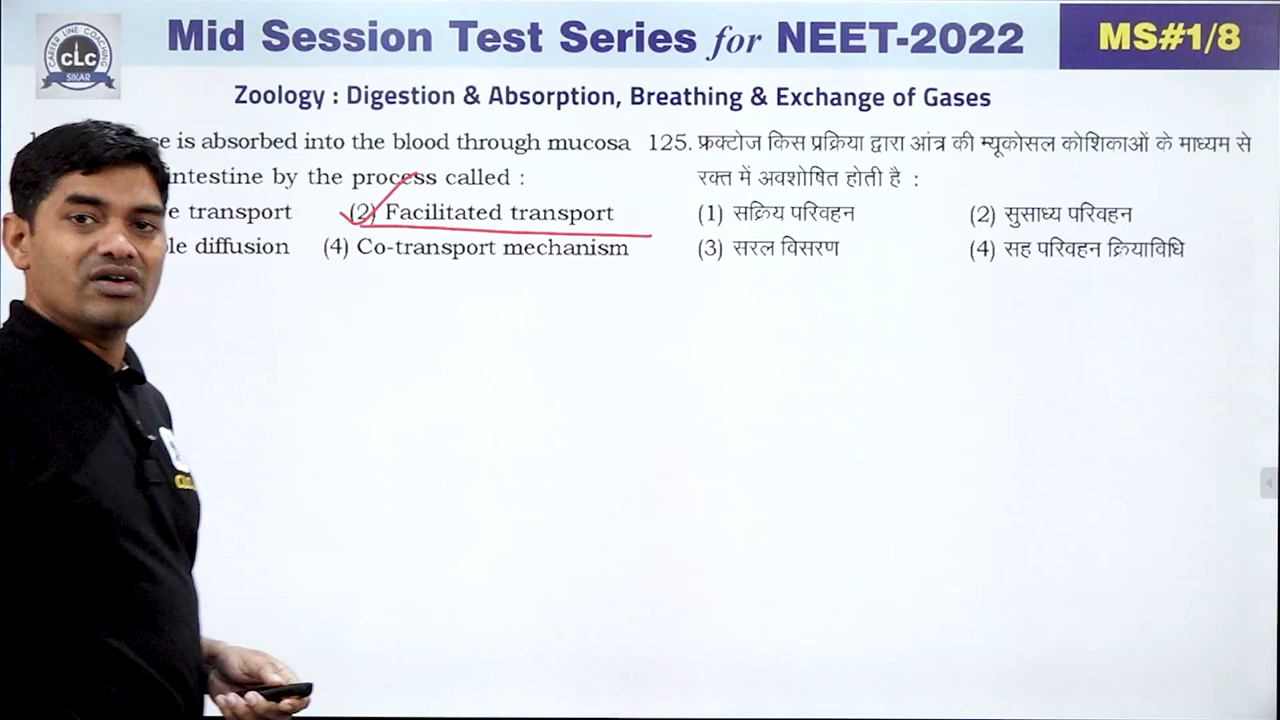 Mid Session Test Series for NEET-2022
MS#1/8
CAREER LINE COACHING
CLC
SIKAR
Zoology : Digestion & Absorption, Breathing & Exchange of Gases
is absorbed into the blood through mucosa
intestine by the process called :
transport (2) Facilitated transport
diffusion (4) Co-transport mechanism
125. फ्रक्टोज किस प्रक्रिया द्वारा आंत्र की म्यूकोसल कोशिकाओं के माध्यम से
रक्त में अवशोषित होती है :
(1) सक्रिय परिवहन (2) सुसाध्य परिवहन
(3) सरल विसरण (4) सह परिवहन क्रियाविधि